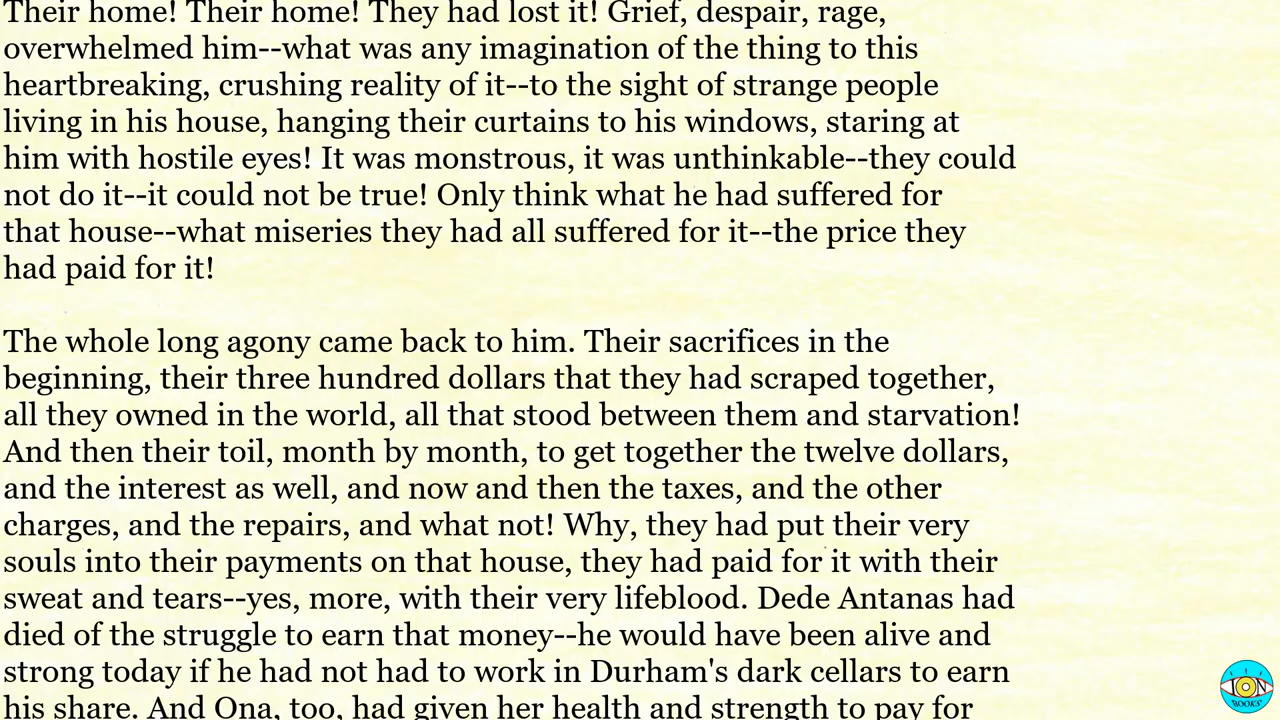 Their home! Their home! They had lost it! Grief, despair, rage,
overwhelmed him--what was any imagination of the thing to this
heartbreaking, crushing reality of it--to the sight of strange people
living in his house, hanging their curtains to his windows, staring at
him with hostile eyes! It was monstrous, it was unthinkable--they could
not do it--it could not be true! Only think what he had suffered for
that house--what miseries they had all suffered for it--the price they
had paid for it!
The whole long agony came back to him. Their sacrifices in the
beginning, their three hundred dollars that they had scraped together,
all they owned in the world, all that stood between them and starvation!
And then their toil, month by month, to get together the twelve dollars,
and the interest as well, and now and then the taxes, and the other
charges, and the repairs, and what not! Why, they had put their very
souls into their payments on that house, they had paid for it with their
sweat and tears--yes, more, with their very lifeblood. Dede Antanas had
died of the struggle to earn that money--he would have been alive and
strong today if he had not had to work in Durham's dark cellars to earn
his share. And Ona, too, had given her health and strength to pay for
ION
BOOKS